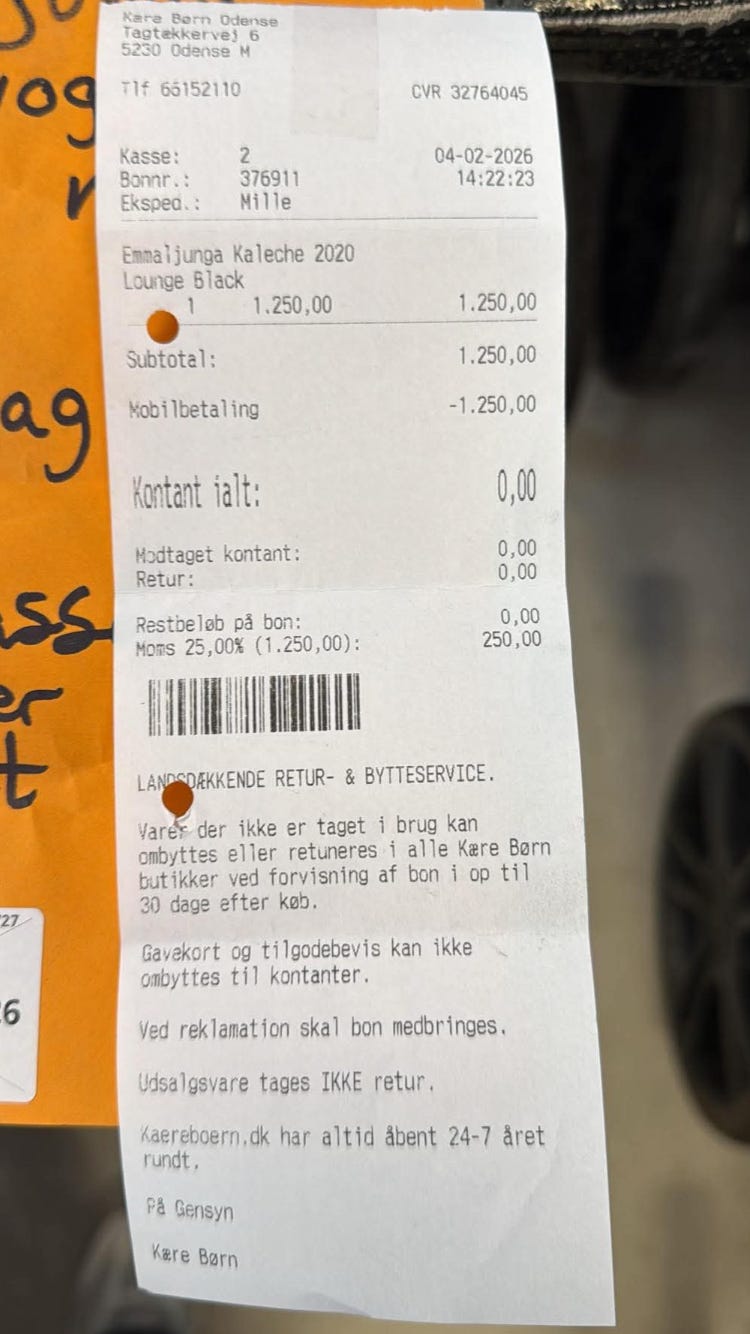 Kære Børn Odense
Tagtækkervej 6
5230 Odense M
Tlf 66152110 CVR 32764045
Kasse: 2 04-02-2026
Bonnr.: 376911 14:22:23
Eksped.: Mille
Emmaljunga Kaleche 2020
Lounge Black
1 1.250,00 1.250,00
Subtotal: 1.250,00
Mobilbetaling -1.250,00
Kontant ialt: 0,00
Modtaget kontant: 0,00
Retur: 0,00
Restbeløb på bon: 0,00
Moms 25,00% (1.250,00): 250,00
LANDSDÆKKENDE RETUR- & BYTTESERVICE.
Varer der ikke er taget i brug kan
ombyttes eller retuneres i alle Kære Børn
butikker ved forvisning af bon i op til
30 dage efter køb.
Gavekort og tilgodebevis kan ikke
ombyttes til kontanter.
Ved reklamation skal bon medbringes.
Udsalgsvare tages IKKE retur.
Kaereboern.dk har altid åbent 24-7 året
rundt.
På Gensyn
Kære Børn